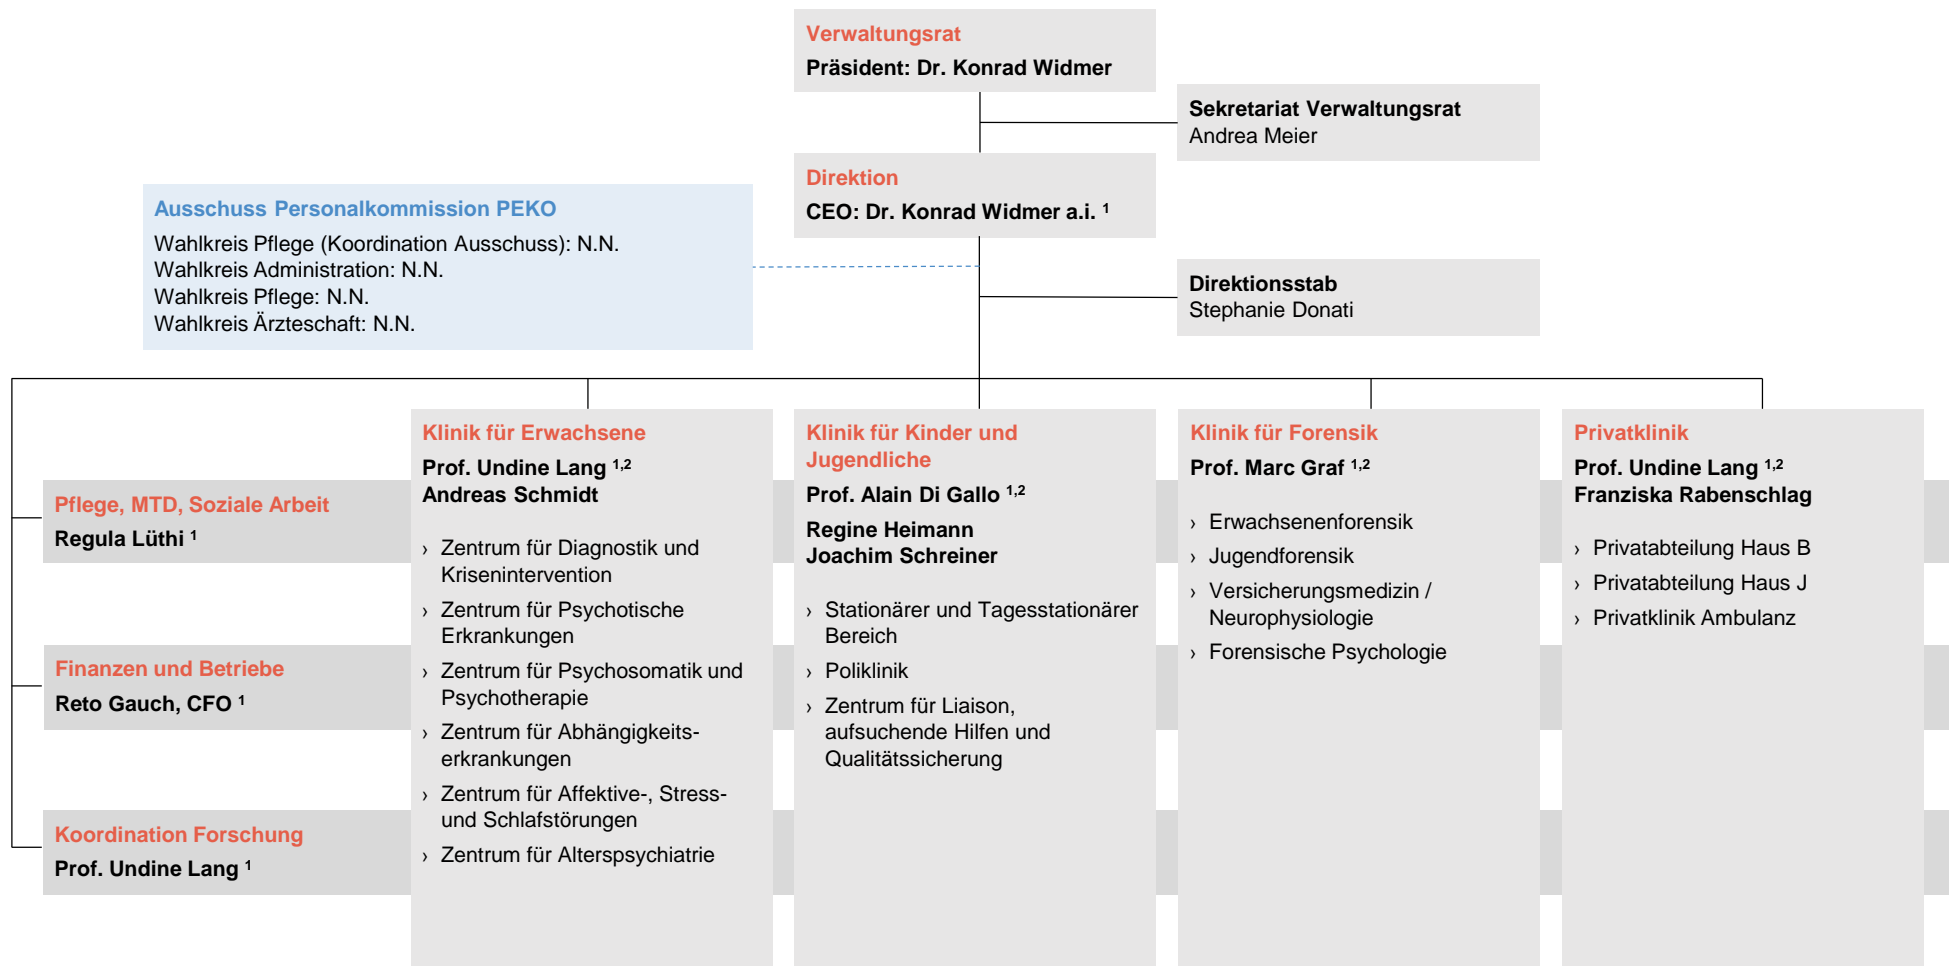 Verwaltungsrat
Präsident: Dr. Konrad Widmer
Sekretariat Verwaltungsrat
Andrea Meier
Direktion
CEO: Dr. Konrad Widmer a.i. ¹
Ausschuss Personalkommission PEKO
Wahlkreis Pflege (Koordination Ausschuss): N.N.
Wahlkreis Administration: N.N.
Wahlkreis Pflege: N.N.
Wahlkreis Ärzteschaft: N.N.
Direktionsstab
Stephanie Donati
Pflege, MTD, Soziale Arbeit
Regula Lüthi ¹
Finanzen und Betriebe
Reto Gauch, CFO ¹
Koordination Forschung
Prof. Undine Lang ¹
Klinik für Erwachsene
Prof. Undine Lang ¹,²
Andreas Schmidt
› Zentrum für Diagnostik und
Krisenintervention
› Zentrum für Psychotische
Erkrankungen
› Zentrum für Psychosomatik und
Psychotherapie
› Zentrum für Abhängigkeits-
erkrankungen
› Zentrum für Affektive-, Stress-
und Schlafstörungen
› Zentrum für Alterspsychiatrie
Klinik für Kinder und
Jugendliche
Prof. Alain Di Gallo ¹,²
Regine Heimann
Joachim Schreiner
› Stationärer und Tagesstationärer
Bereich
› Poliklinik
› Zentrum für Liaison,
aufsuchende Hilfen und
Qualitätssicherung
Klinik für Forensik
Prof. Marc Graf ¹,²
› Erwachsenenforensik
› Jugendforensik
› Versicherungsmedizin /
Neurophysiologie
› Forensische Psychologie
Privatklinik
Prof. Undine Lang ¹,²
Franziska Rabenschlag
› Privatabteilung Haus B
› Privatabteilung Haus J
› Privatklinik Ambulanz